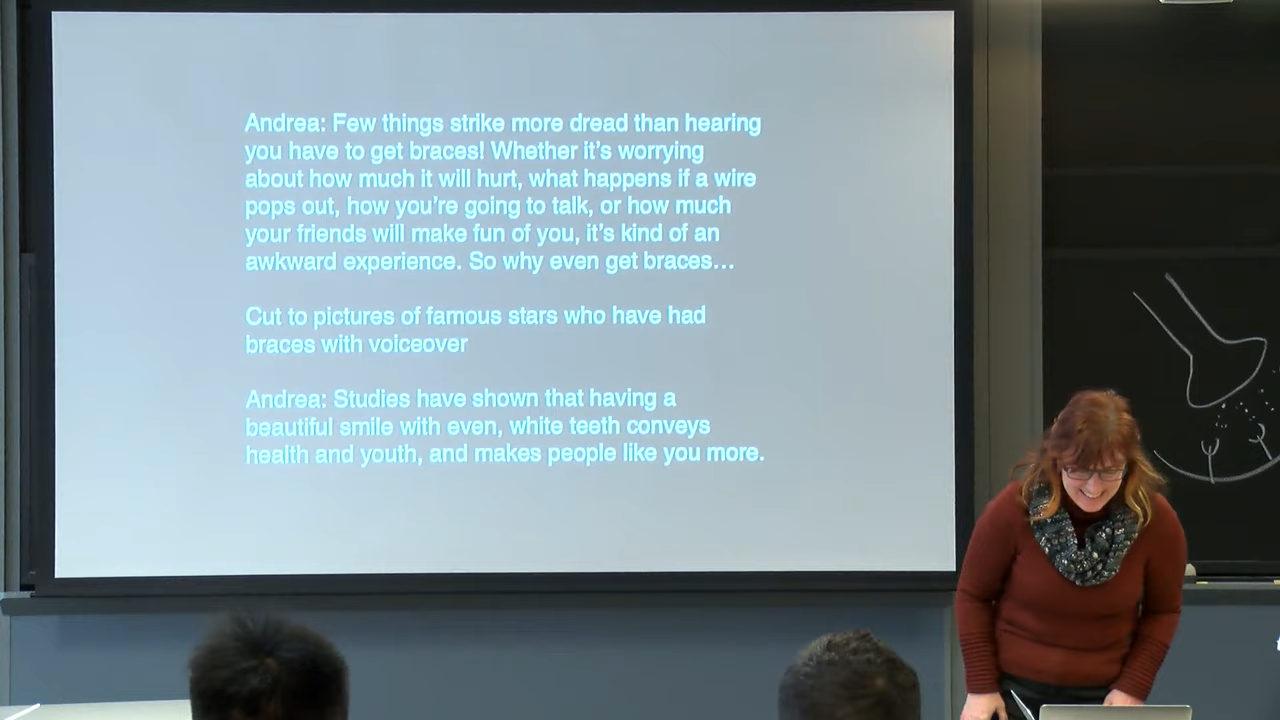 Andrea: Few things strike more dread than hearing
you have to get braces! Whether it’s worrying
about how much it will hurt, what happens if a wire
pops out, how you’re going to talk, or how much
your friends will make fun of you, it’s kind of an
awkward experience. So why even get braces…
Cut to pictures of famous stars who have had
braces with voiceover
Andrea: Studies have shown that having a
beautiful smile with even, white teeth conveys
health and youth, and makes people like you more.